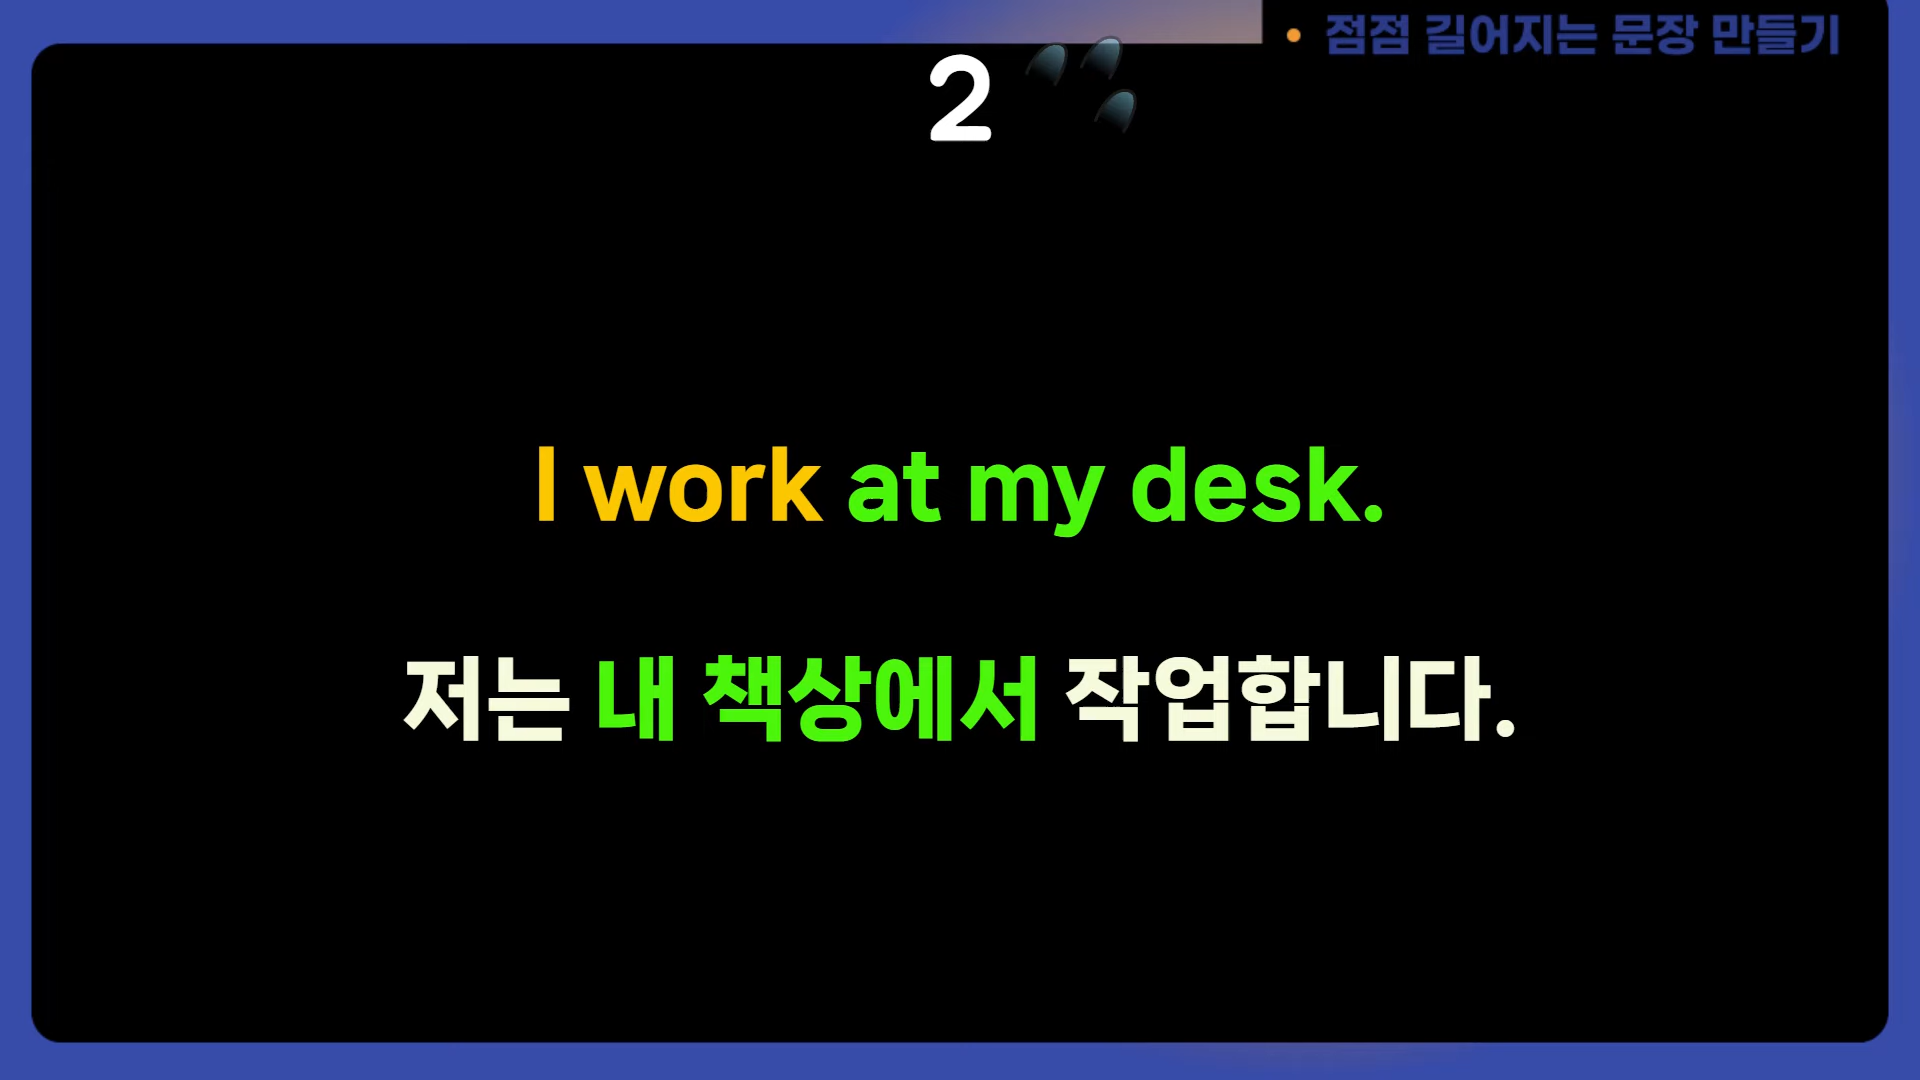 • 점점 길어지는 문장 만들기
2
I work at my desk.
저는 내 책상에서 작업합니다.